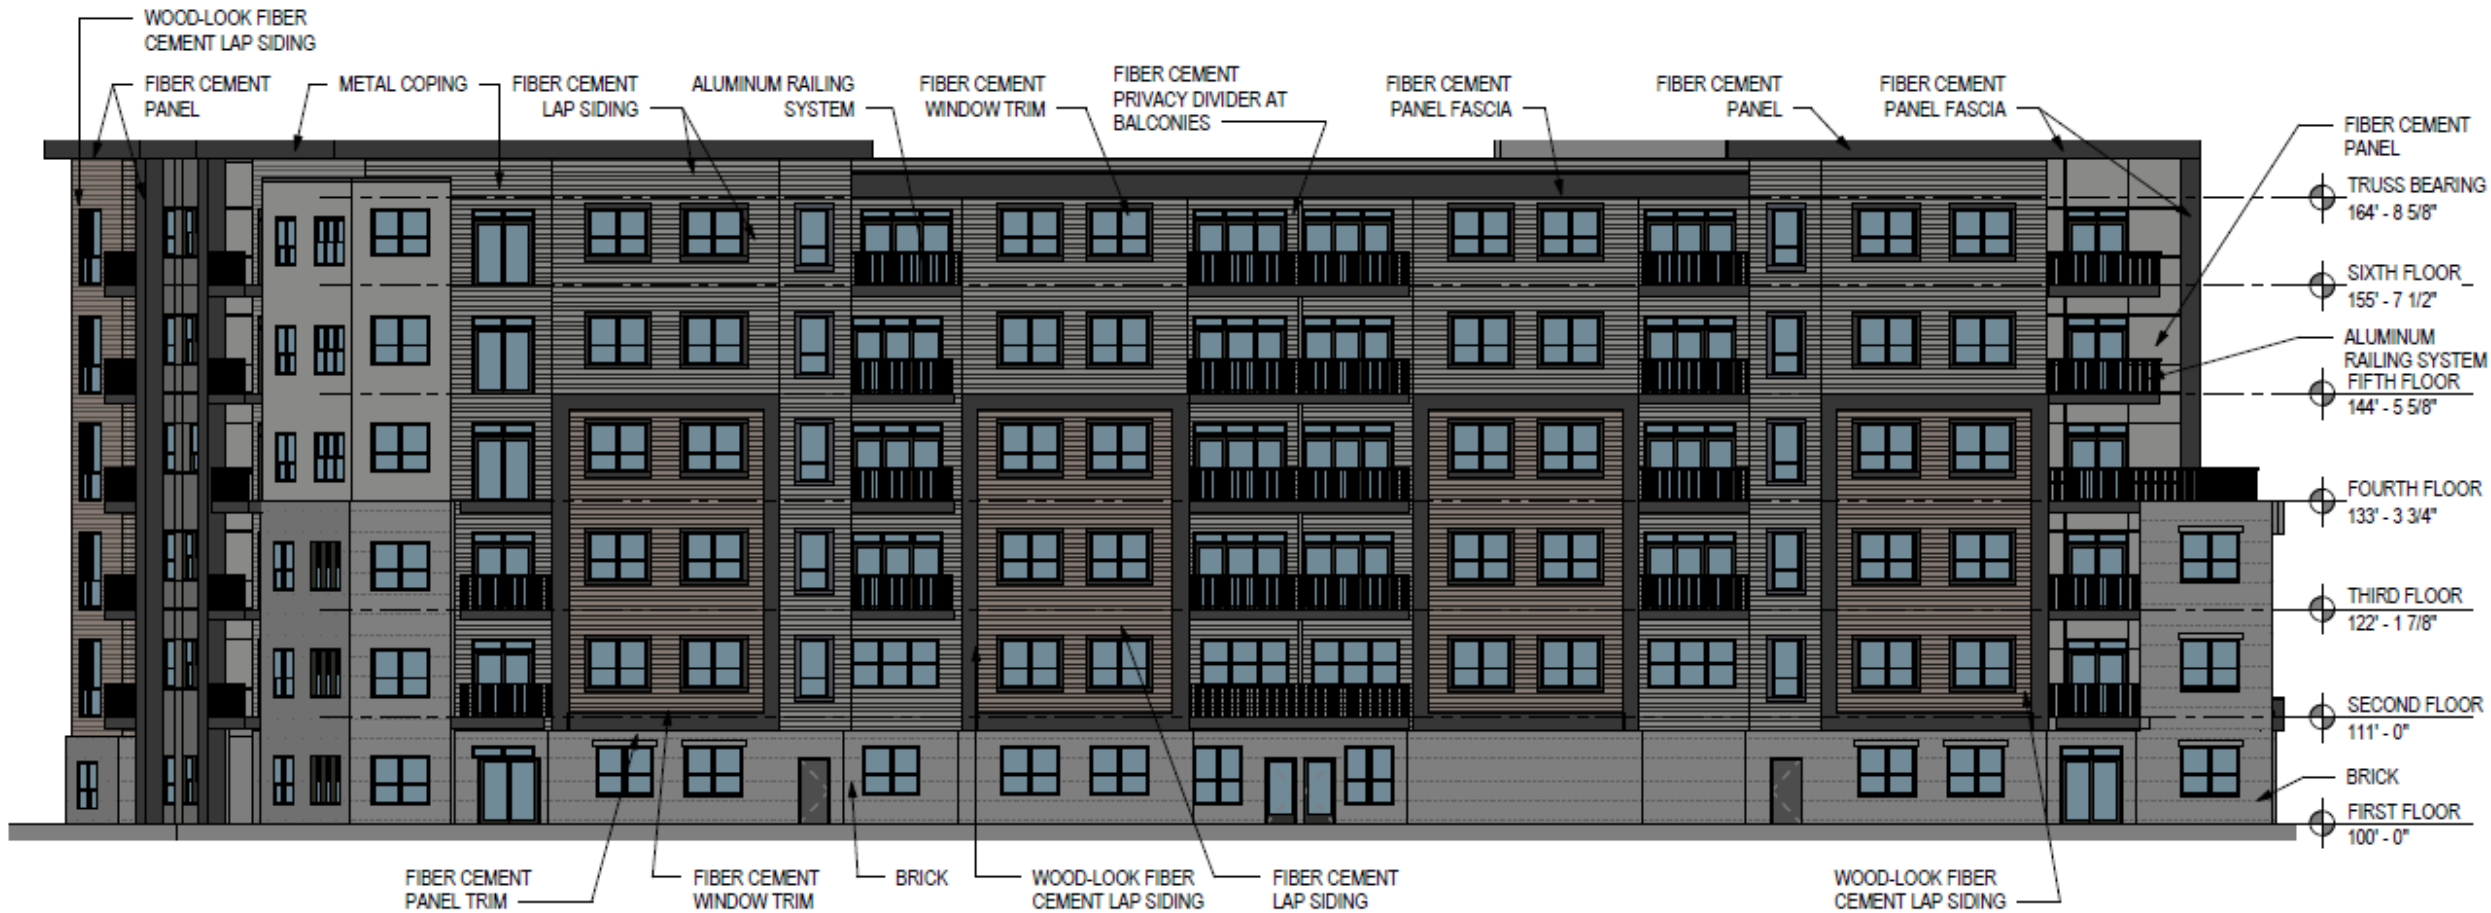 WOOD-LOOK FIBER
CEMENT LAP SIDING
FIBER CEMENT
PANEL
METAL COPING
FIBER CEMENT
LAP SIDING
ALUMINUM RAILING
SYSTEM
FIBER CEMENT
WINDOW TRIM
FIBER CEMENT
PRIVACY DIVIDER AT
BALCONIES
FIBER CEMENT
PANEL FASCIA
FIBER CEMENT
PANEL
FIBER CEMENT
PANEL FASCIA
FIBER CEMENT
PANEL
TRUSS BEARING
164' - 8 5/8"
SIXTH FLOOR
155' - 7 1/2"
ALUMINUM
RAILING SYSTEM
FIFTH FLOOR
144' - 5 5/8"
FOURTH FLOOR
133' - 3 3/4"
THIRD FLOOR
122' - 1 7/8"
SECOND FLOOR
111' - 0"
BRICK
FIRST FLOOR
100' - 0"
FIBER CEMENT
PANEL TRIM
FIBER CEMENT
WINDOW TRIM
BRICK
WOOD-LOOK FIBER
CEMENT LAP SIDING
FIBER CEMENT
LAP SIDING
WOOD-LOOK FIBER
CEMENT LAP SIDING